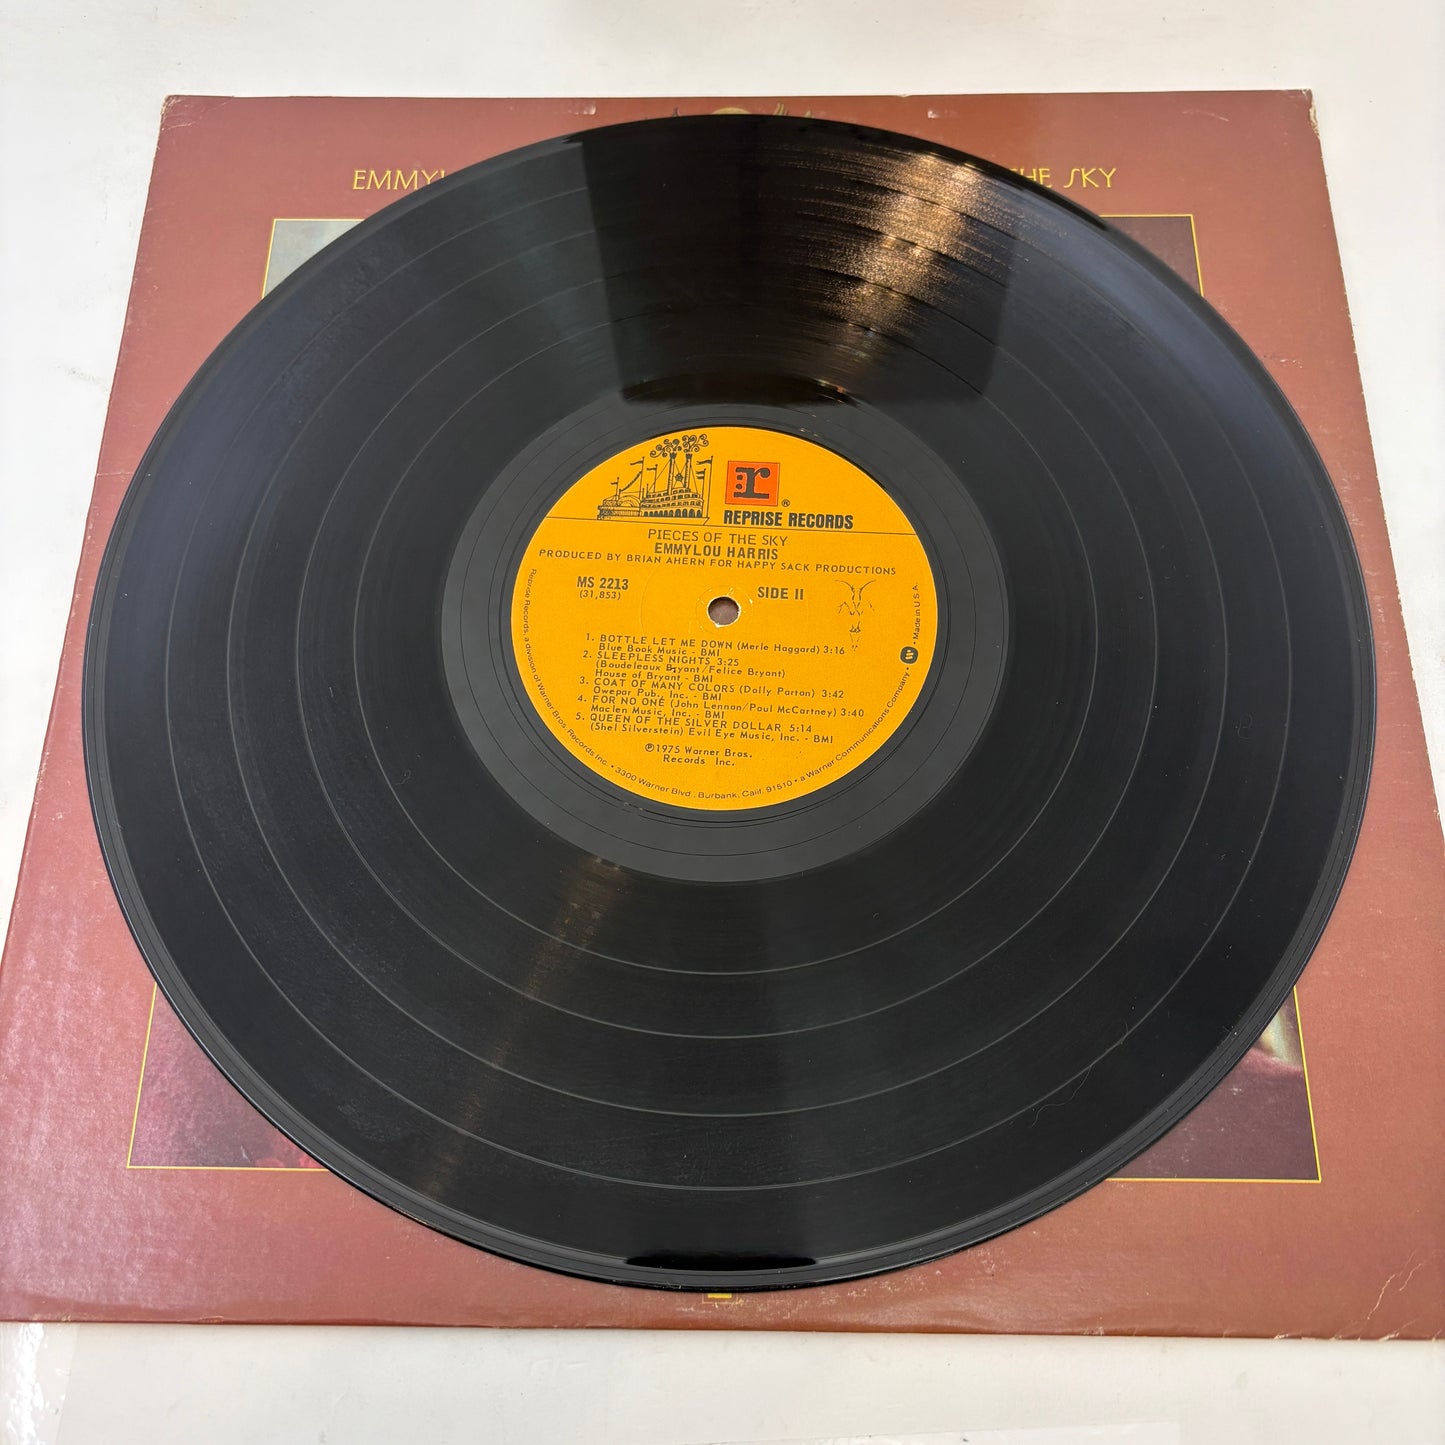 EMMYL
THE SKY
r
®
REPRISE RECORDS
PIECES OF THE SKY
EMMYLOU HARRIS
PRODUCED BY BRIAN AHERN FOR HAPPY SACK PRODUCTIONS
MS 2213
(31,853)
SIDE II
1. BOTTLE LET ME DOWN (Merle Haggard) 3:16
Blue Book Music - BMI
2. SLEEPLESS NIGHTS 3:25
(Boudeleaux Bryant/Felice Bryant)
House of Bryant - BMI
3. COAT OF MANY COLORS (Dolly Parton) 3:42
Owepar Pub., Inc. - BMI
4. FOR NO ONE (John Lennon/Paul McCartney) 3:40
Maclen Music, Inc. - BMI
5. QUEEN OF THE SILVER DOLLAR 5:14
(Shel Silverstein) Evil Eye Music, Inc. - BMI
℗1975 Warner Bros.
Records Inc.
Reprise Records, a division of Warner Bros. Records Inc. • 3300 Warner Blvd., Burbank, Calif. 91510 • a Warner Communications Company • Made in U.S.A.